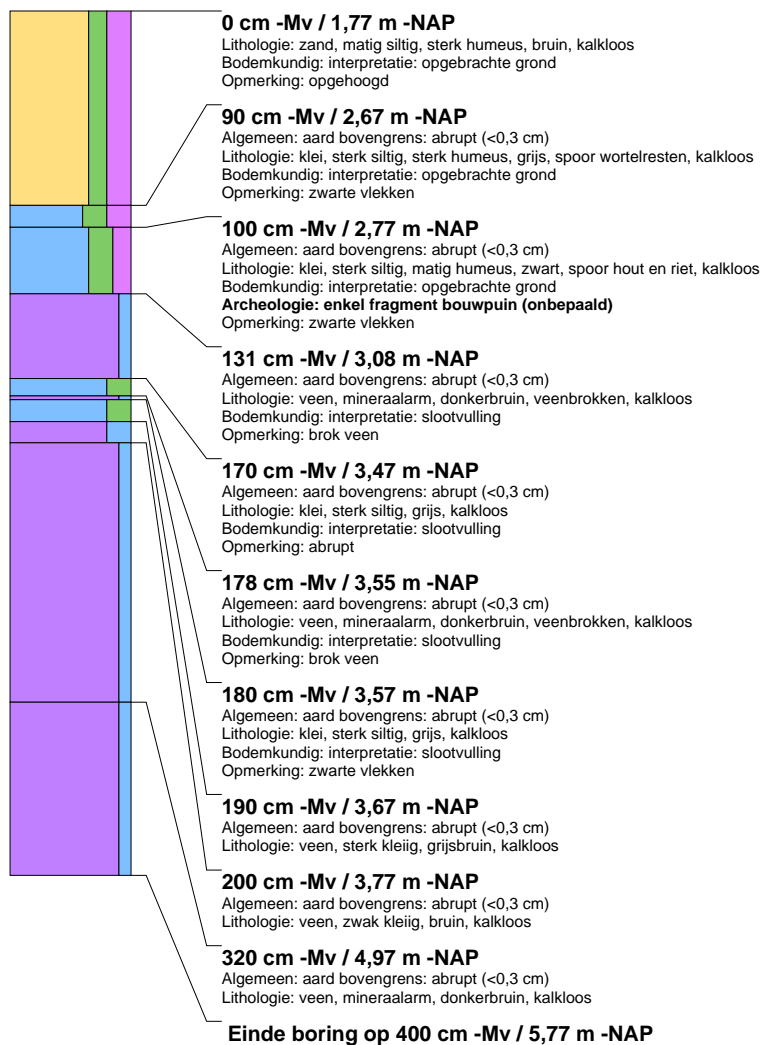 0 cm -Mv / 1,77 m -NAP
Lithologie: zand, matig siltig, sterk humeus, bruin, kalkloos
Bodemkundig: interpretatie: opgebrachte grond
Opmerking: opgehoogd
90 cm -Mv / 2,67 m -NAP
Algemeen: aard bovengrens: abrupt (<0,3 cm)
Lithologie: klei, sterk siltig, sterk humeus, grijs, spoor wortelresten, kalkloos
Bodemkundig: interpretatie: opgebrachte grond
Opmerking: zwarte vlekken
100 cm -Mv / 2,77 m -NAP
Algemeen: aard bovengrens: abrupt (<0,3 cm)
Lithologie: klei, sterk siltig, matig humeus, zwart, spoor hout en riet, kalkloos
Bodemkundig: interpretatie: opgebrachte grond
Archeologie: enkel fragment bouwpuin (onbepaald)
Opmerking: zwarte vlekken
131 cm -Mv / 3,08 m -NAP
Algemeen: aard bovengrens: abrupt (<0,3 cm)
Lithologie: veen, mineraalarm, donkerbruin, veenbrokken, kalkloos
Bodemkundig: interpretatie: slootvulling
Opmerking: brok veen
170 cm -Mv / 3,47 m -NAP
Algemeen: aard bovengrens: abrupt (<0,3 cm)
Lithologie: klei, sterk siltig, grijs, kalkloos
Bodemkundig: interpretatie: slootvulling
Opmerking: abrupt
178 cm -Mv / 3,55 m -NAP
Algemeen: aard bovengrens: abrupt (<0,3 cm)
Lithologie: veen, mineraalarm, donkerbruin, veenbrokken, kalkloos
Bodemkundig: interpretatie: slootvulling
Opmerking: brok veen
180 cm -Mv / 3,57 m -NAP
Algemeen: aard bovengrens: abrupt (<0,3 cm)
Lithologie: klei, sterk siltig, grijs, kalkloos
Bodemkundig: interpretatie: slootvulling
Opmerking: zwarte vlekken
190 cm -Mv / 3,67 m -NAP
Algemeen: aard bovengrens: abrupt (<0,3 cm)
Lithologie: veen, sterk kleiig, grijsbruin, kalkloos
200 cm -Mv / 3,77 m -NAP
Algemeen: aard bovengrens: abrupt (<0,3 cm)
Lithologie: veen, zwak kleiig, bruin, kalkloos
320 cm -Mv / 4,97 m -NAP
Algemeen: aard bovengrens: abrupt (<0,3 cm)
Lithologie: veen, mineraalarm, donkerbruin, kalkloos
Einde boring op 400 cm -Mv / 5,77 m -NAP